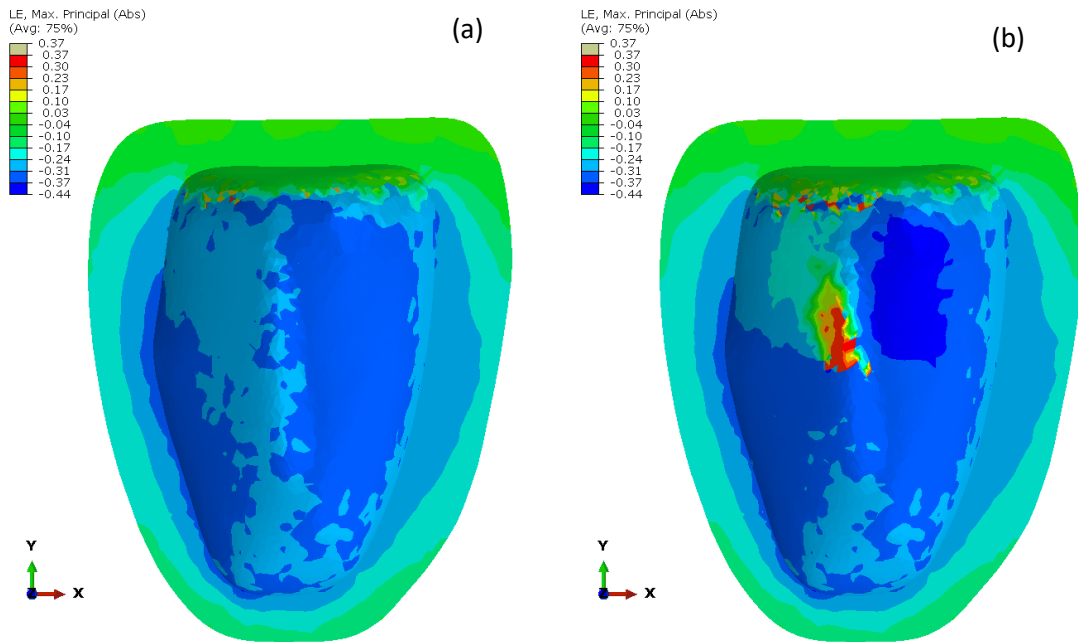 LE, Max. Principal (Abs)
(Avg: 75%)
0.37
0.37
0.30
0.23
0.17
0.10
0.03
-0.04
-0.10
-0.17
-0.24
-0.31
-0.37
-0.44
(a)
Y
Z
X
LE, Max. Principal (Abs)
(Avg: 75%)
0.37
0.37
0.30
0.23
0.17
0.10
0.03
-0.04
-0.10
-0.17
-0.24
-0.31
-0.37
-0.44
(b)
Y
Z
X